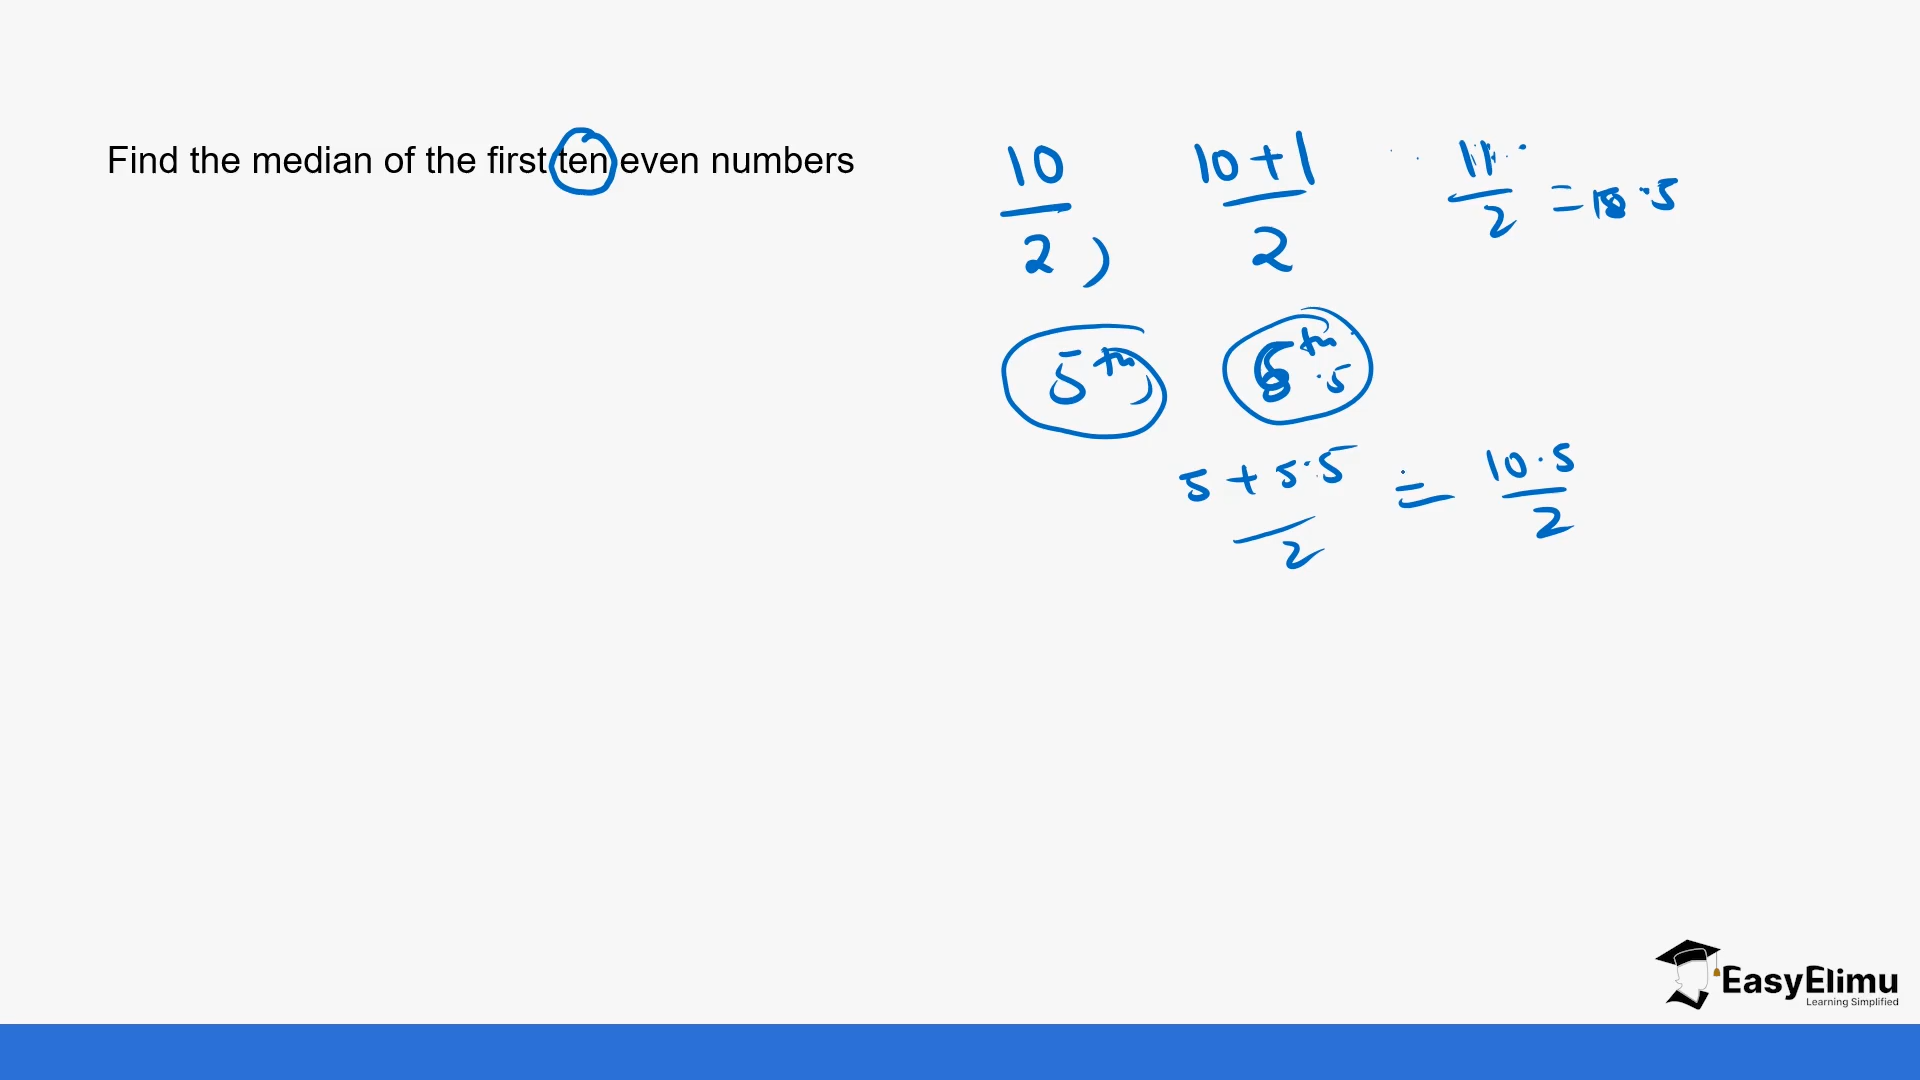 Find the median of the first ten even numbers
10/2 ) 10+1/2 11/2 = .5
5th 5th .5
5 + 5.5/2 = 10.5/2
EasyElimu
Learning Simplified